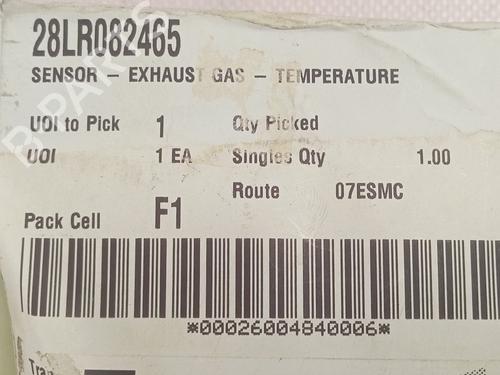 28LR082465
SENSOR – EXHAUST GAS – TEMPERATURE
UOI to Pick 1 Qty Picked
UOI 1 EA Singles Qty 1.00
Route 07ESMC
Pack Cell F1
*00026004840006*